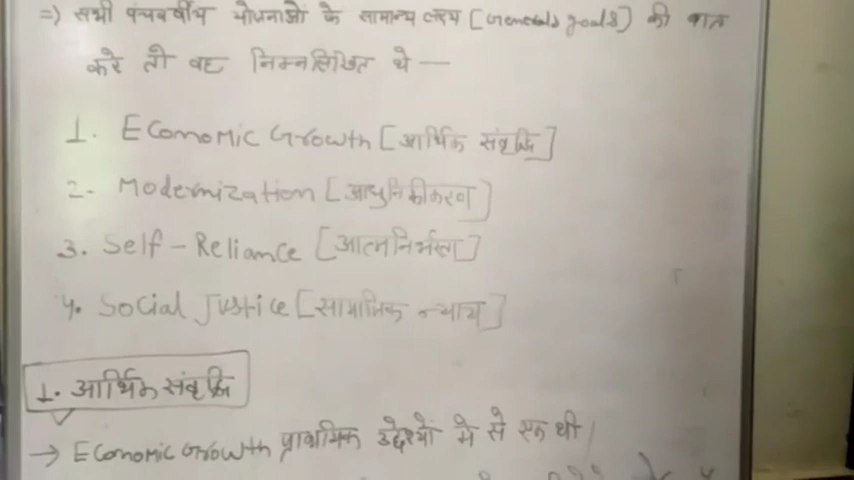 =) सभी पंचवर्षीय योजनाओं के सामान्य लक्ष्य [Generals goals] की बात
करे तो वह निम्नलिखित थे —
1. Economic Growth [आर्थिक संवृद्धि]
2- Modernization [आधुनिकीकरण]
3. Self-Reliance [आत्मनिर्भरता]
4. Social Justice [सामाजिक न्याय]
1. आर्थिक संवृद्धि
→ Economic Growth प्राथमिक उद्देश्यों मे से एक थी।